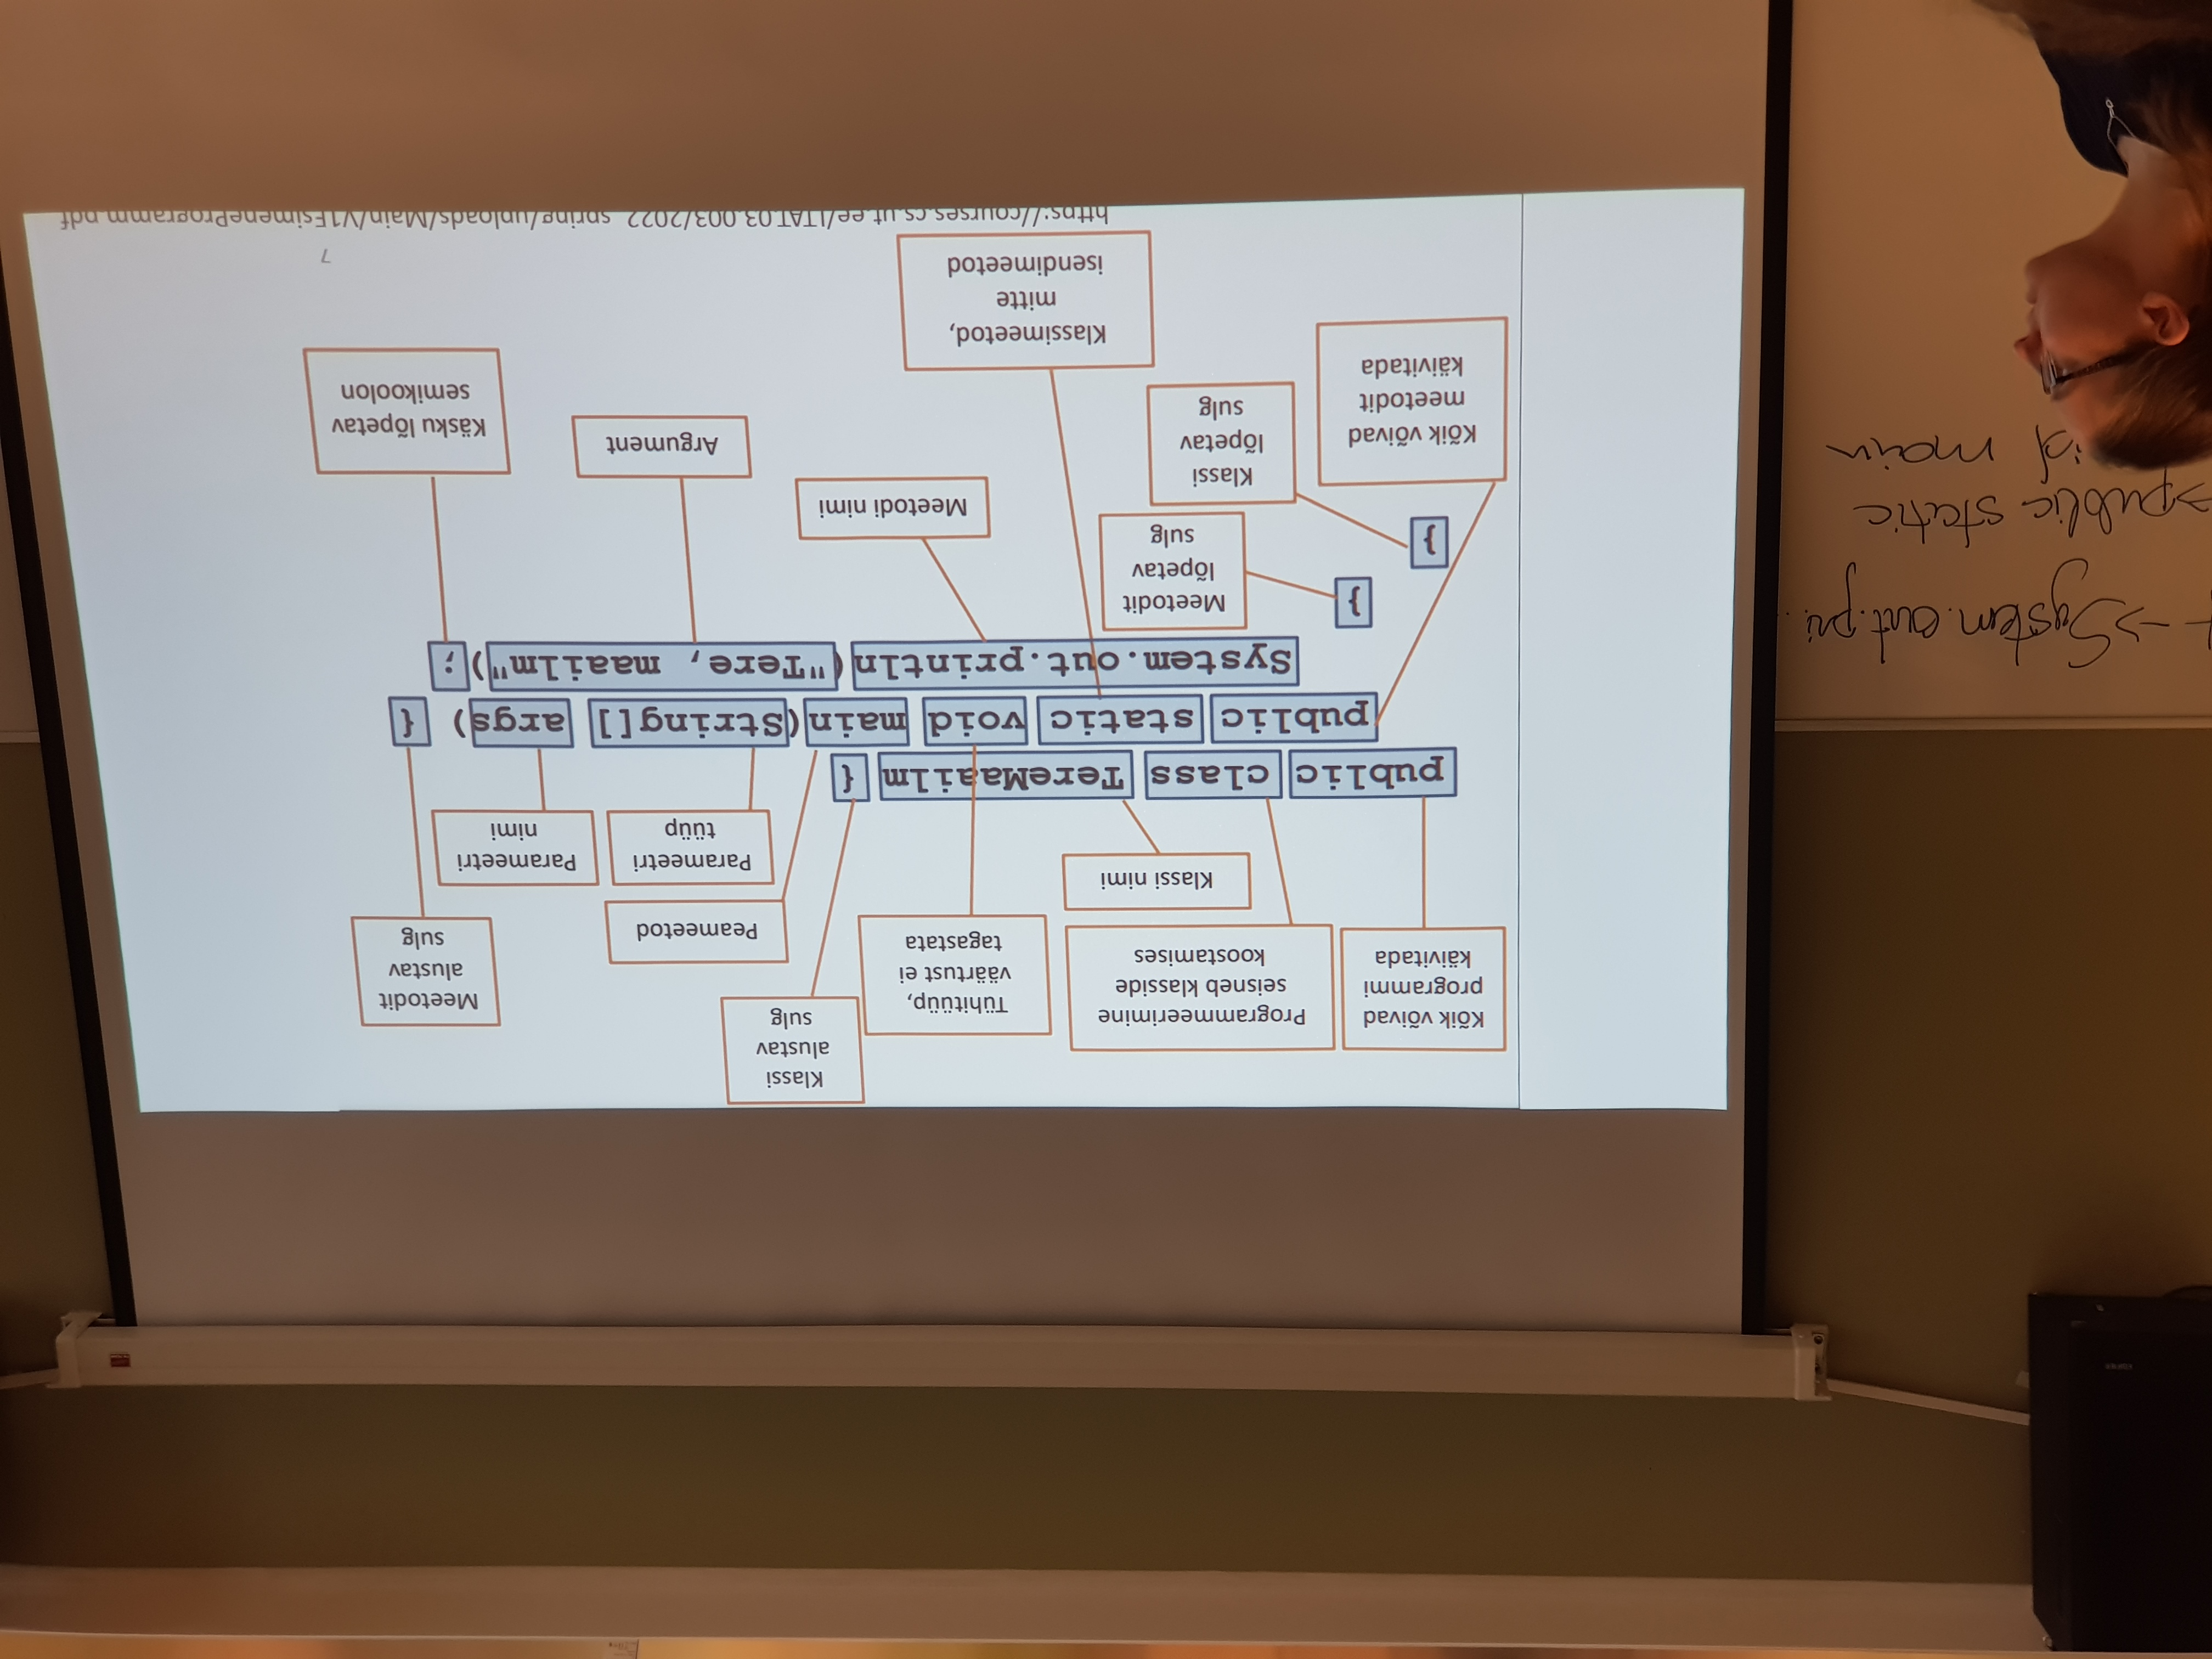 Klassi
alustav
sulg
Kõik võivad
programmi
käivitada
Programmeerimine
seisneb klasside
koostamises
Tühitüüp,
väärtust ei
tagastata
Meetodit
alustav
sulg
Peameetod
Klassi nimi
Parameetri
tüüp
Parameetri
nimi
public class TereMaailm {
public static void main(String[] args) {
System.out.println("Tere, maailm");
}
}
Meetodit
lõpetav
sulg
Meetodi nimi
Klassi
lõpetav
sulg
Kõik võivad
meetodit
käivitada
Argument
Käsku lõpetav
semikoolon
Klassimeetod,
mitte
isendimeetod
7
https://courses.cs.ut.ee/LTAT.03.003/2022_spring/uploads/Main/V1EsimeneProgramm.pdf
->System.out.pri..
->public static
main